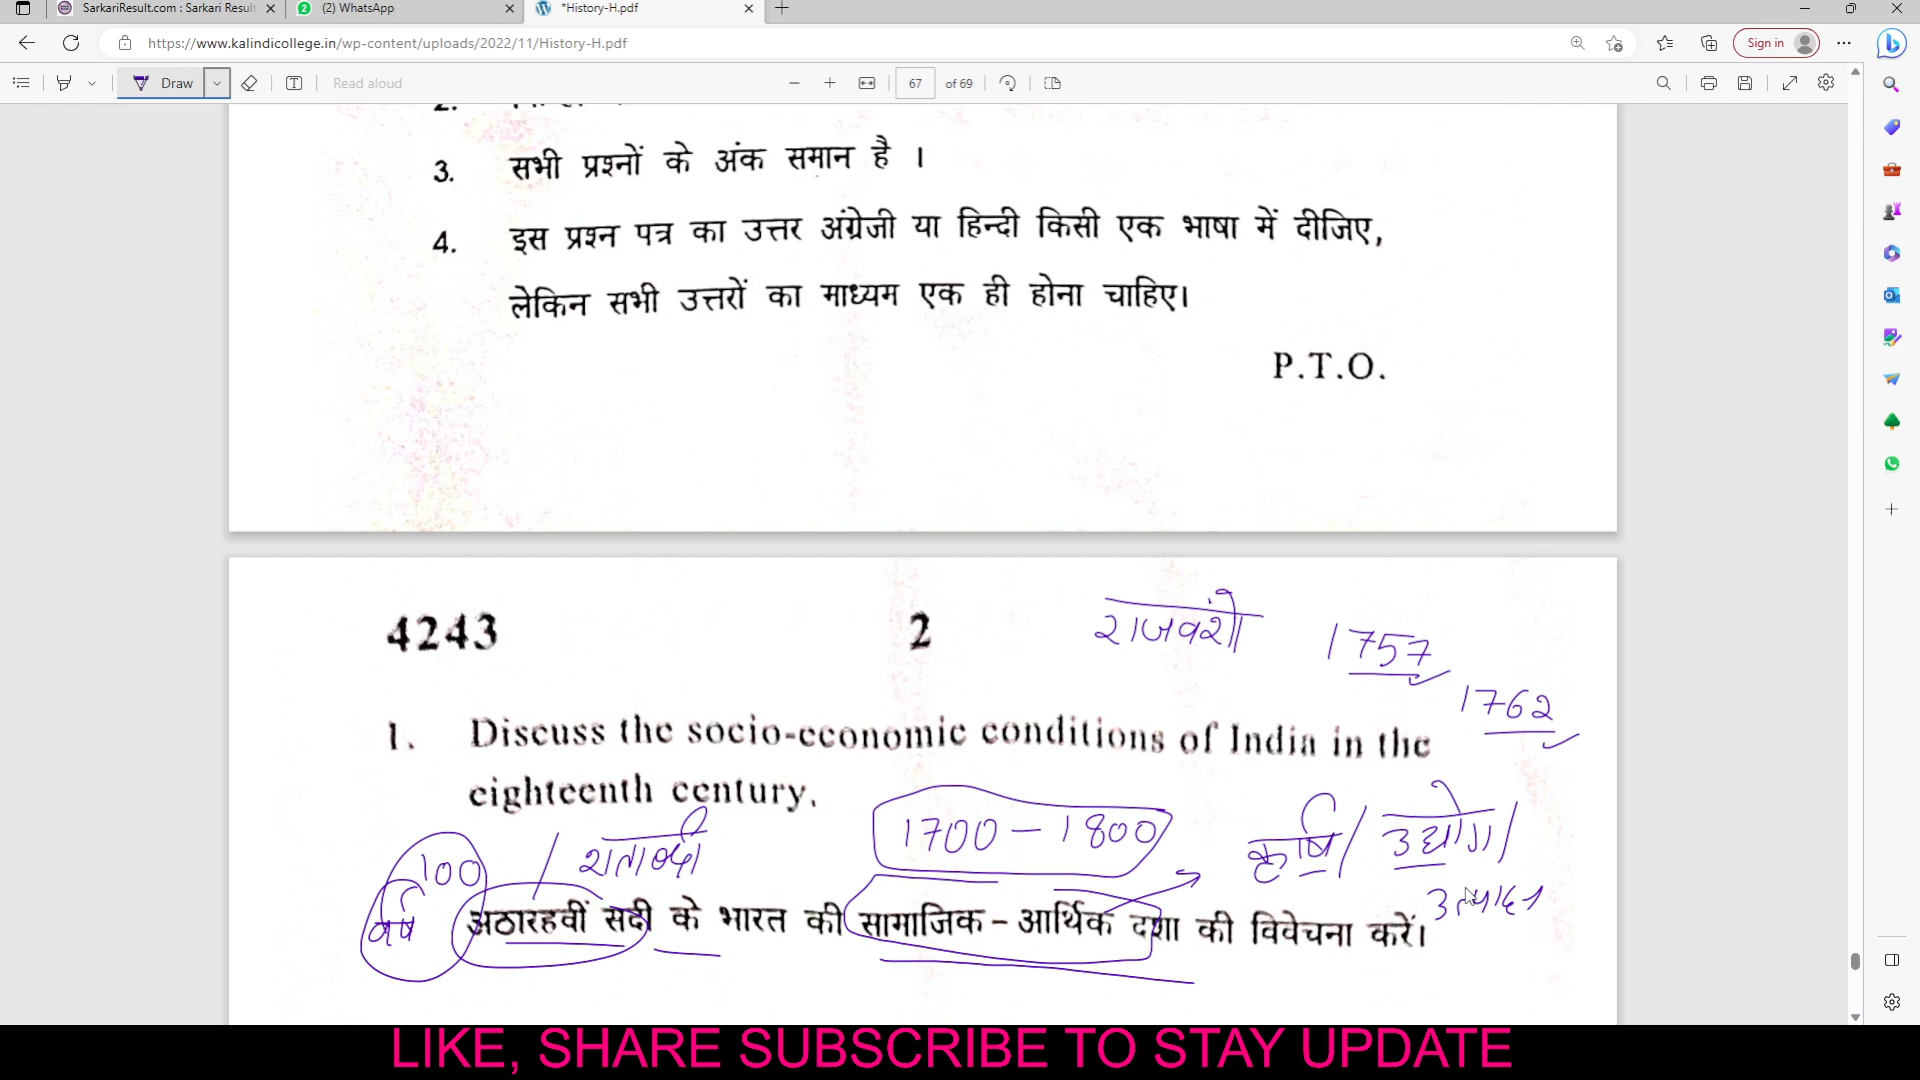 SarkariResult.com : Sarkari Resul
(2) WhatsApp
*History-H.pdf
https://www.kalindicollege.in/wp-content/uploads/2022/11/History-H.pdf
Sign in
Draw
Read aloud
67 of 69
2.
3. सभी प्रश्नों के अंक समान है ।
4. इस प्रश्न पत्र का उत्तर अंग्रेजी या हिन्दी किसी एक भाषा में दीजिए,
लेकिन सभी उत्तरों का माध्यम एक ही होना चाहिए।
P.T.O.
4243 2
राजवंशो 1757
1762
1. Discuss the socio-economic conditions of India in the
eighteenth century.
1700 – 1800
कृषि / उद्योग /
100 / शताब्दी
वर्ष
अठारहवीं सदी के भारत की सामाजिक – आर्थिक दशा की विवेचना करें।
LIKE, SHARE SUBSCRIBE TO STAY UPDATE